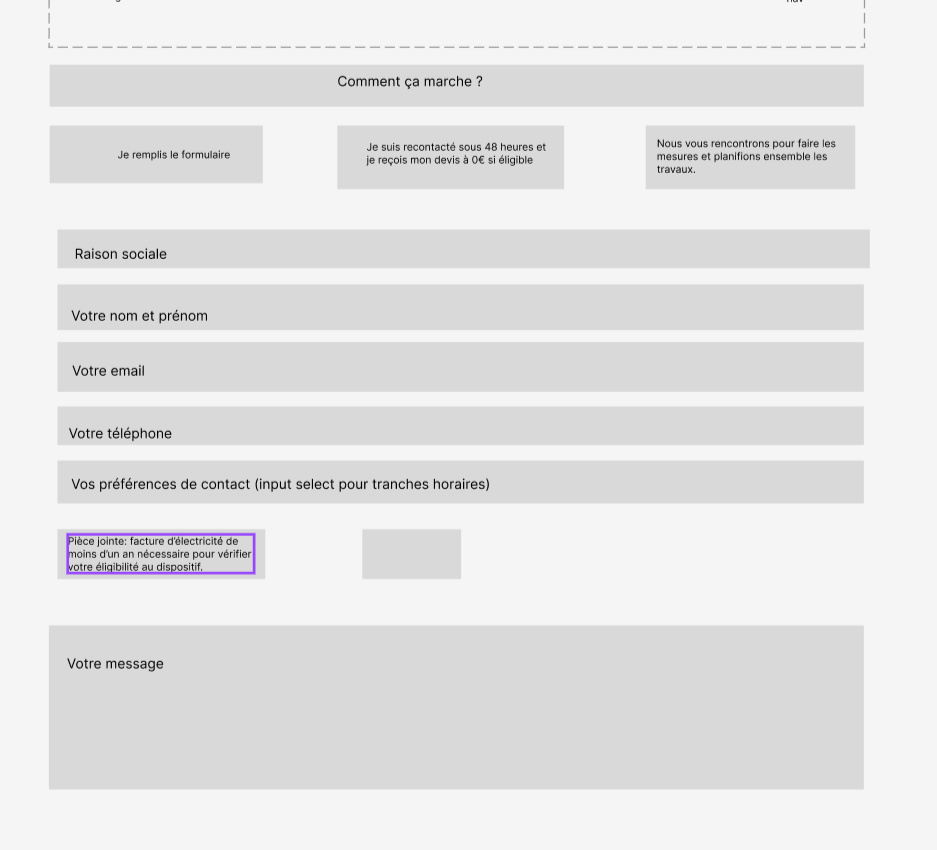 Comment ça marche ?
Je remplis le formulaire
Je suis recontacté sous 48 heures et
je reçois mon devis à 0€ si éligible
Nous vous rencontrons pour faire les
mesures et planifions ensemble les
travaux.
Raison sociale
Votre nom et prénom
Votre email
Votre téléphone
Vos préférences de contact (input select pour tranches horaires)
Pièce jointe: facture d'électricité de
moins d'un an nécessaire pour vérifier
votre éligibilité au dispositif.
Votre message